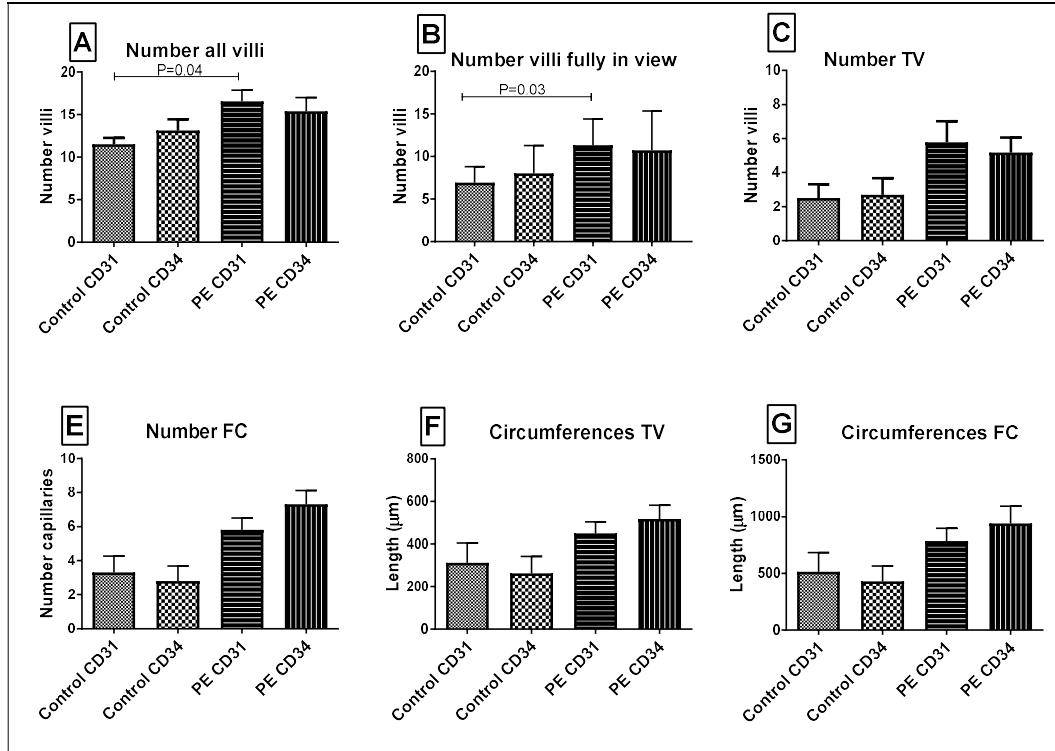 A
Number all villi
P=0.04
Number villi
20
15
10
5
0
Control CD31
Control CD34
PE CD31
PE CD34
B
Number villi fully in view
P=0.03
Number villi
20
15
10
5
0
Control CD31
Control CD34
PE CD31
PE CD34
C
Number TV
Number villi
10
8
6
4
2
0
Control CD31
Control CD34
PE CD31
PE CD34
E
Number FC
Number capillaries
10
8
6
4
2
0
Control CD31
Control CD34
PE CD31
PE CD34
F
Circumferences TV
Length (μm)
800
600
400
200
0
Control CD31
Control CD34
PE CD31
PE CD34
G
Circumferences FC
Length (μm)
1500
1000
500
0
Control CD31
Control CD34
PE CD31
PE CD34